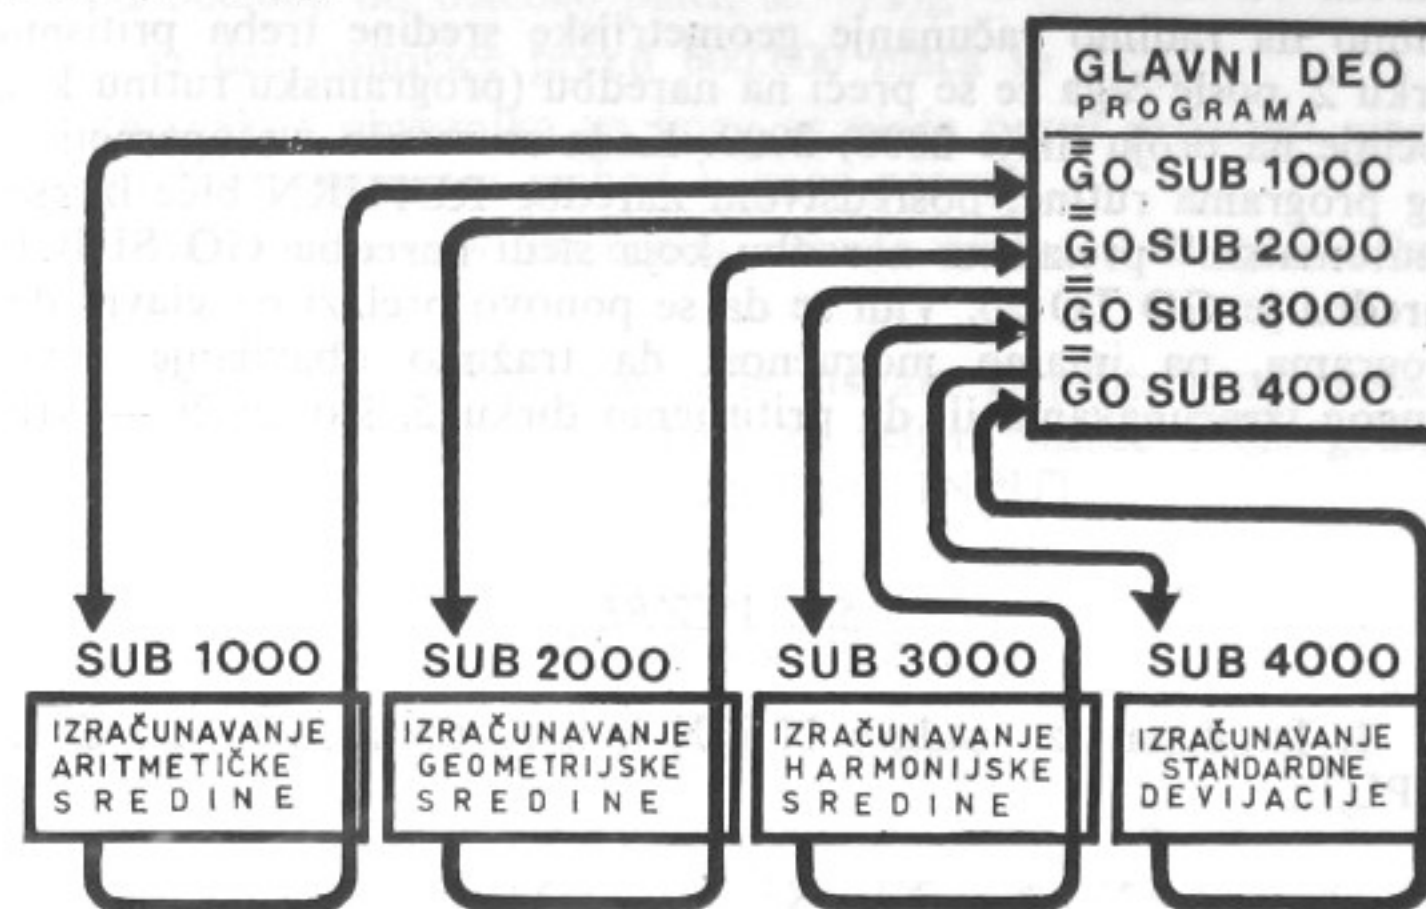 GLAVNI DEO
PROGRAMA
GO SUB 1000
GO SUB 2000
GO SUB 3000
GO SUB 4000
SUB 1000
IZRAČUNAVANJE
ARITMETIČKE
SREDINE
SUB 2000
IZRAČUNAVANJE
GEOMETRIJSKE
SREDINE
SUB 3000
IZRAČUNAVANJE
HARMONIJSKE
SREDINE
SUB 4000
IZRAČUNAVANJE
STANDARDNE
DEVIJACIJE